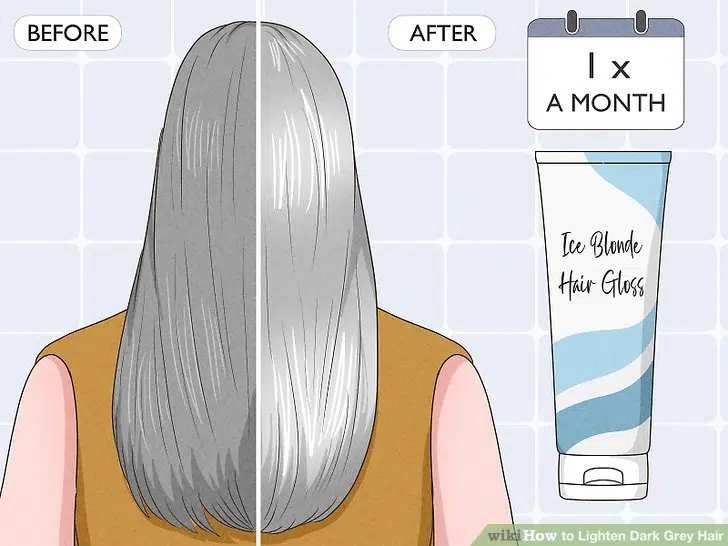 BEFORE
AFTER
1 x
A MONTH
Ice Blonde
Hair Gloss
wikiHow to Lighten Dark Grey Hair